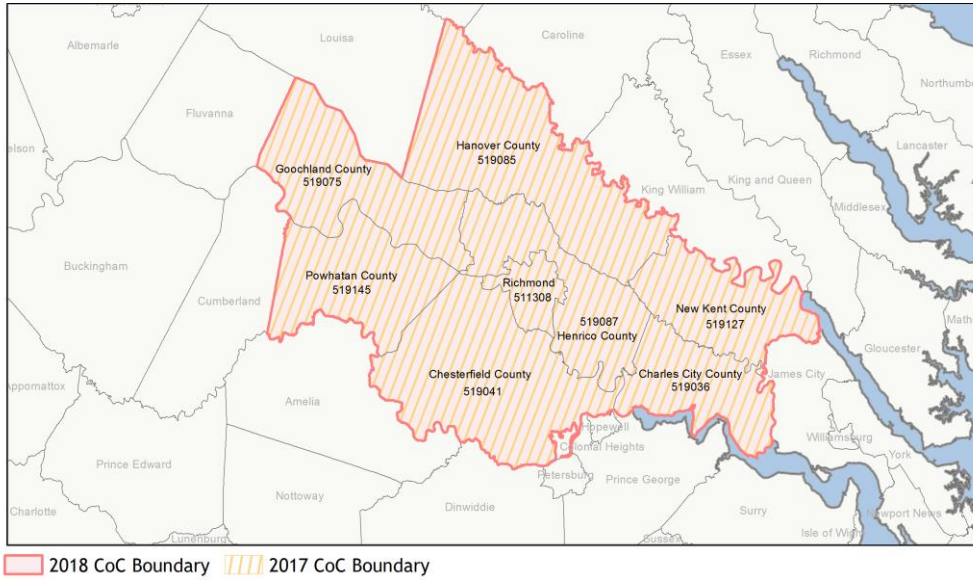 Albemarle
Louisa
Caroline
Essex
Richmond
Northumbe
Fluvanna
elson
Lancaster
Hanover County
519085
Goochland County
519075
King William
King and Queen
Middlesex
Buckingham
Cumberland
Powhatan County
519145
Richmond
511308
New Kent County
519127
519087
Henrico County
Math
Gloucester
Appomattox
Chesterfield County
519041
Charles City County
519036
James City
Amelia
Hopewell
Colonial Heights
Williamsburg
York
Prince Edward
Petersburg
Prince George
Nottoway
Dinwiddie
Surry
Newport News
Charlotte
Lunenburg
Sussex
Isle of Wigh
2018 CoC Boundary
2017 CoC Boundary